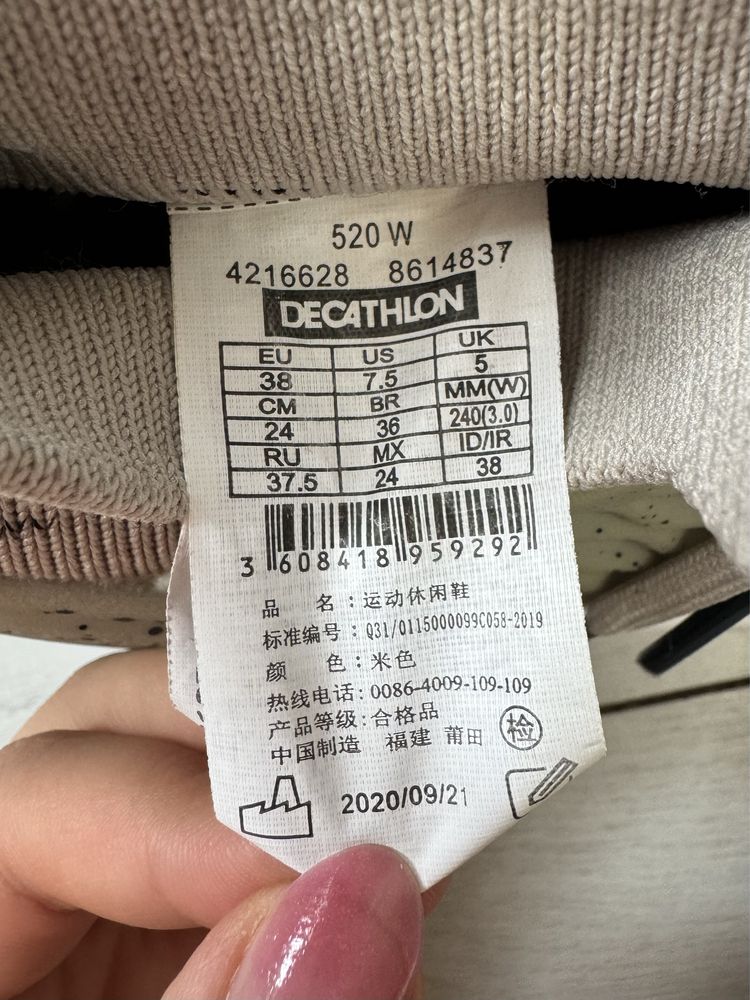 520 W
4216628 8614837
DECATHLON
EU US UK
38 7.5 5
CM BR MM(W)
24 36 240(3.0)
RU MX ID/IR
37.5 24 38
3 608418 959292
品 名：运动休闲鞋
标准编号：Q31/0115000099C058-2019
颜 色：米色
热线电话：0086-4009-109-109
产品等级：合格品
中国制造 福建 莆田 检
2020/09/21